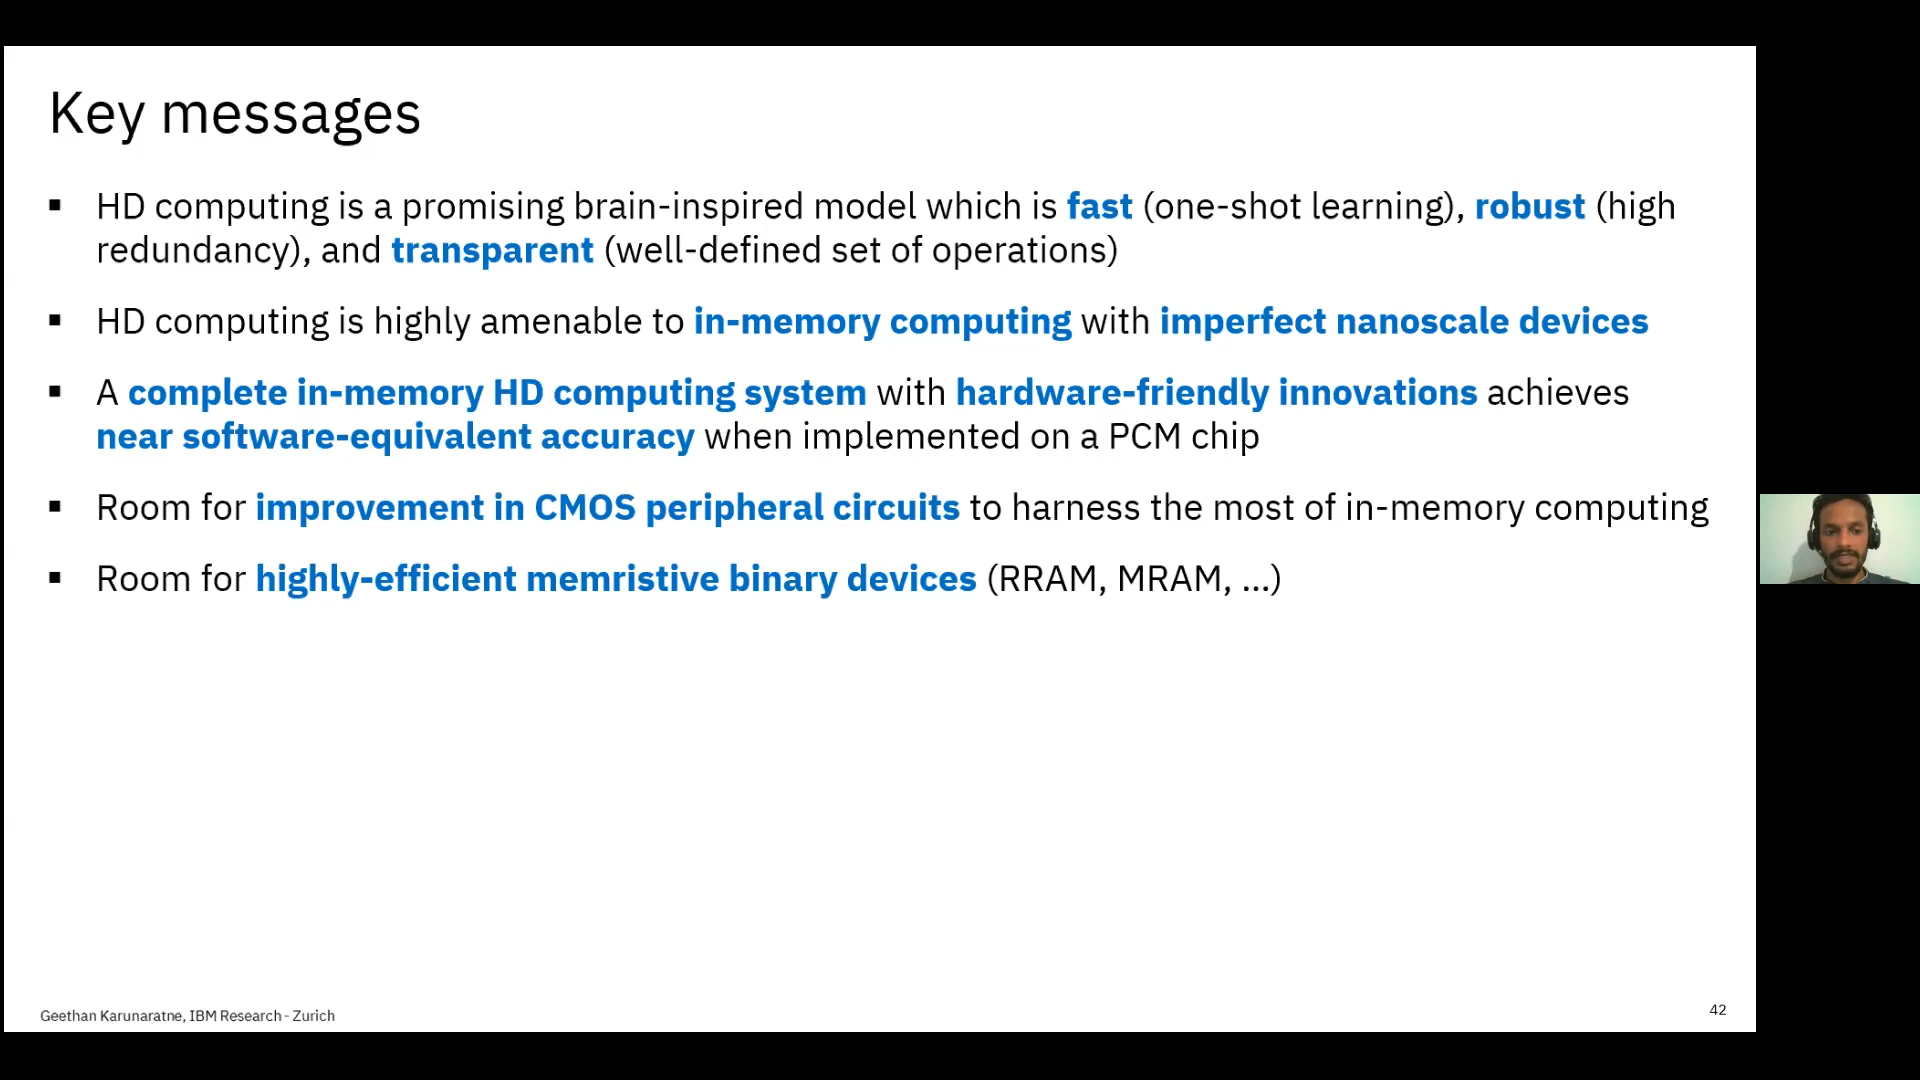 Key messages
▪ HD computing is a promising brain-inspired model which is fast (one-shot learning), robust (high
redundancy), and transparent (well-defined set of operations)
▪ HD computing is highly amenable to in-memory computing with imperfect nanoscale devices
▪ A complete in-memory HD computing system with hardware-friendly innovations achieves
near software-equivalent accuracy when implemented on a PCM chip
▪ Room for improvement in CMOS peripheral circuits to harness the most of in-memory computing
▪ Room for highly-efficient memristive binary devices (RRAM, MRAM, ...)
Geethan Karunaratne, IBM Research - Zurich
42